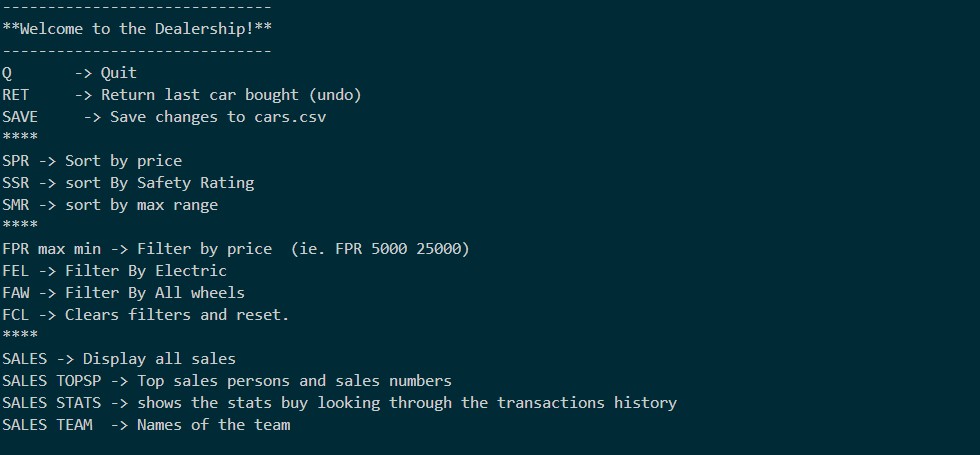 ------------------------------
**Welcome to the Dealership!**
------------------------------
Q       -> Quit
RET     -> Return last car bought (undo)
SAVE     -> Save changes to cars.csv
****
SPR -> Sort by price
SSR -> sort By Safety Rating
SMR -> sort by max range
****
FPR max min -> Filter by price  (ie. FPR 5000 25000)
FEL -> Filter By Electric
FAW -> Filter By All wheels
FCL -> Clears filters and reset.
****
SALES -> Display all sales
SALES TOPSP -> Top sales persons and sales numbers
SALES STATS -> shows the stats buy looking through the transactions history
SALES TEAM  -> Names of the team